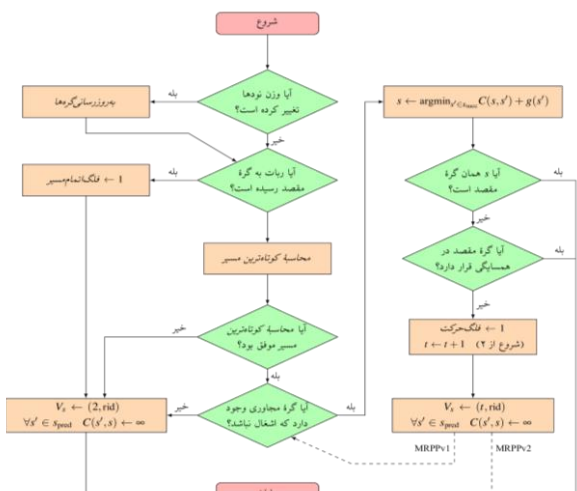 شروع
آیا وزن نودها
تغییر کرده است؟
بله
به‌روزرسانی گره‌ها
خیر
s ← argmin_{s'∈s_succ} C(s, s') + g(s')
آیا ربات به گرهٔ
مقصد رسیده است؟
بله
فلگ‌اتمام‌مسیر ← 1
آیا s همان گرهٔ
مقصد است؟
بله
خیر
محاسبهٔ کوتاه‌ترین مسیر
آیا گرهٔ مقصد در
همسایگی قرار دارد؟
بله
خیر
آیا محاسبهٔ کوتاه‌ترین
مسیر موفق بود؟
خیر
بله
فلگ‌حرکت ← 1
t ← t + 1 (شروع از ۲)
آیا گرهٔ مجاوری وجود
دارد که اشغال نباشد؟
خیر
بله
V_s ← (2, rid)
∀s' ∈ s_pred C(s', s) ← ∞
V_s ← (t, rid)
∀s' ∈ s_pred C(s', s) ← ∞
MRPPv1
MRPPv2